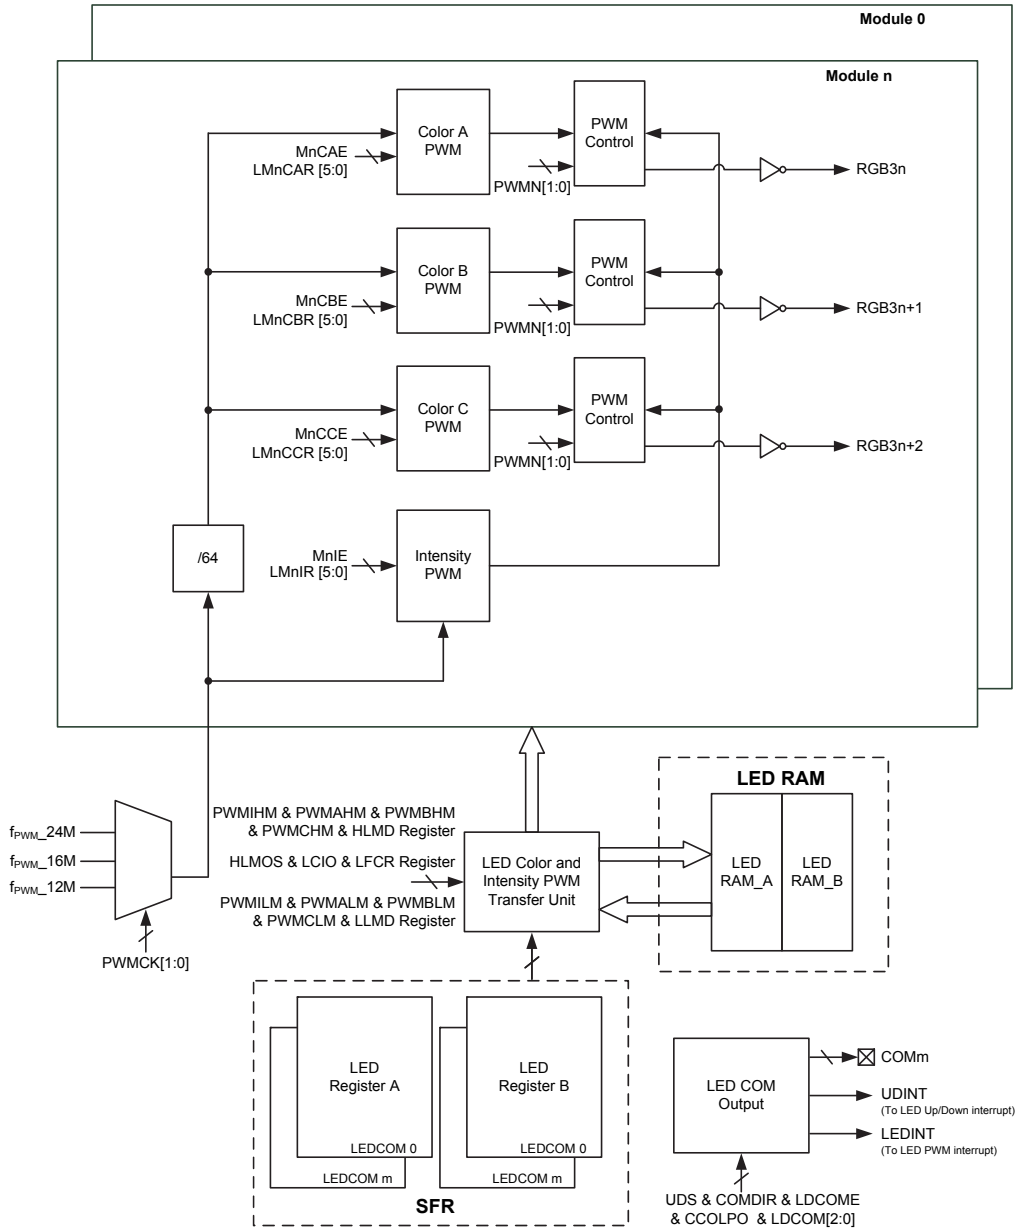 Module 0
Module n
Color A
PWM
PWM
Control
MnCAE
LMnCAR [5:0]
PWMN[1:0]
RGB3n
Color B
PWM
PWM
Control
MnCBE
LMnCBR [5:0]
PWMN[1:0]
RGB3n+1
Color C
PWM
PWM
Control
MnCCE
LMnCCR [5:0]
PWMN[1:0]
RGB3n+2
/64
MnIE
LMnIR [5:0]
Intensity
PWM
fPWM_24M
fPWM_16M
fPWM_12M
PWMCK[1:0]
PWMIHM & PWMAHM & PWMBHM
& PWMCHM & HLMD Register
HLMOS & LCIO & LFCR Register
PWMILM & PWMALM & PWMBLM
& PWMCLM & LLMD Register
LED Color and
Intensity PWM
Transfer Unit
LED RAM
LED
RAM_A
LED
RAM_B
LED
Register A
LEDCOM 0
LEDCOM m
LED
Register B
LEDCOM 0
LEDCOM m
SFR
LED COM
Output
COMm
UDINT
(To LED Up/Down interrupt)
LEDINT
(To LED PWM interrupt)
UDS & COMDIR & LDCOME
& CCOLPO & LDCOM[2:0]